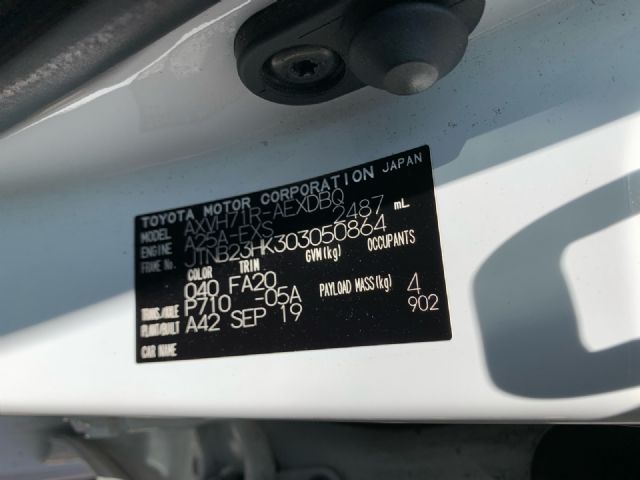 TOYOTA MOTOR CORPORATION JAPAN
MODEL AXVH71R-AEXDBQ
ENGINE A25A-FXS 2487 mL
FRAME No. JTNB23HK303050864
COLOR TRIM GVM(kg) OCCUPANTS
040 FA20
TRANS./AXLE P710 -05A PAYLOAD MASS(kg) 4
PLANT/BUILT A42 SEP 19 902
CAR NAME